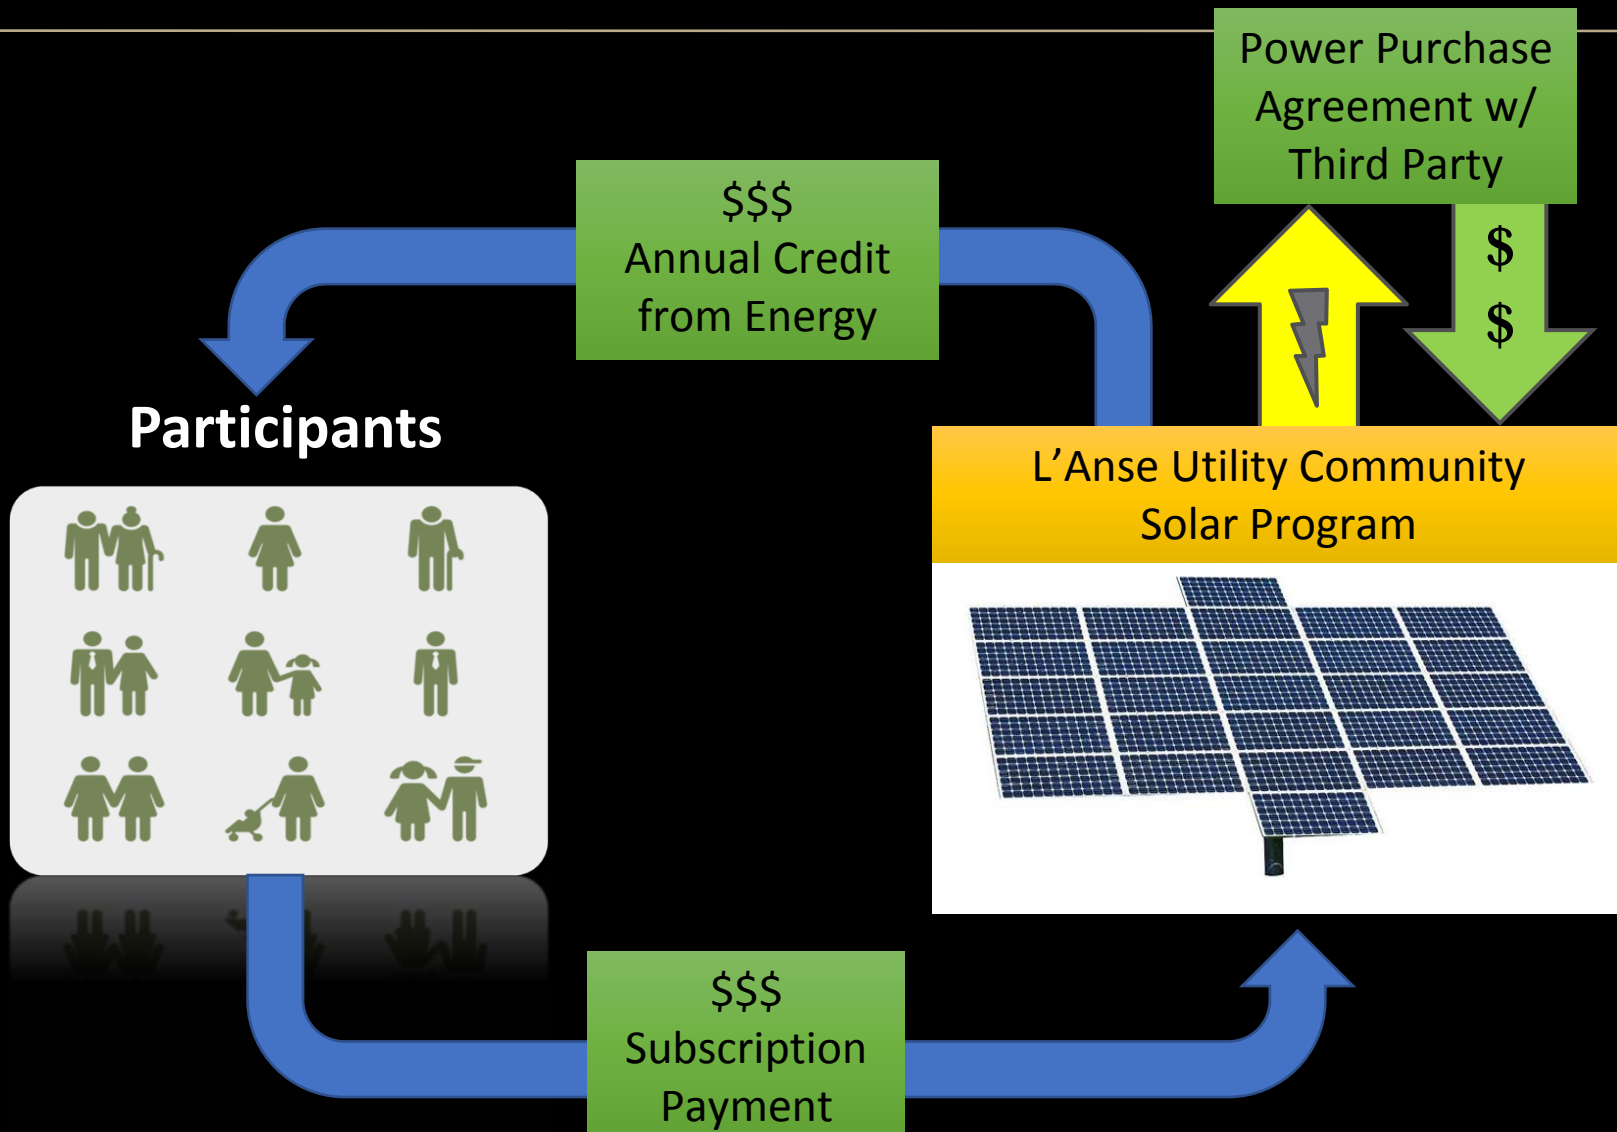 Power Purchase
Agreement w/
Third Party
$$$
Annual Credit
from Energy
$
$
Participants
L’Anse Utility Community
Solar Program
$$$
Subscription
Payment